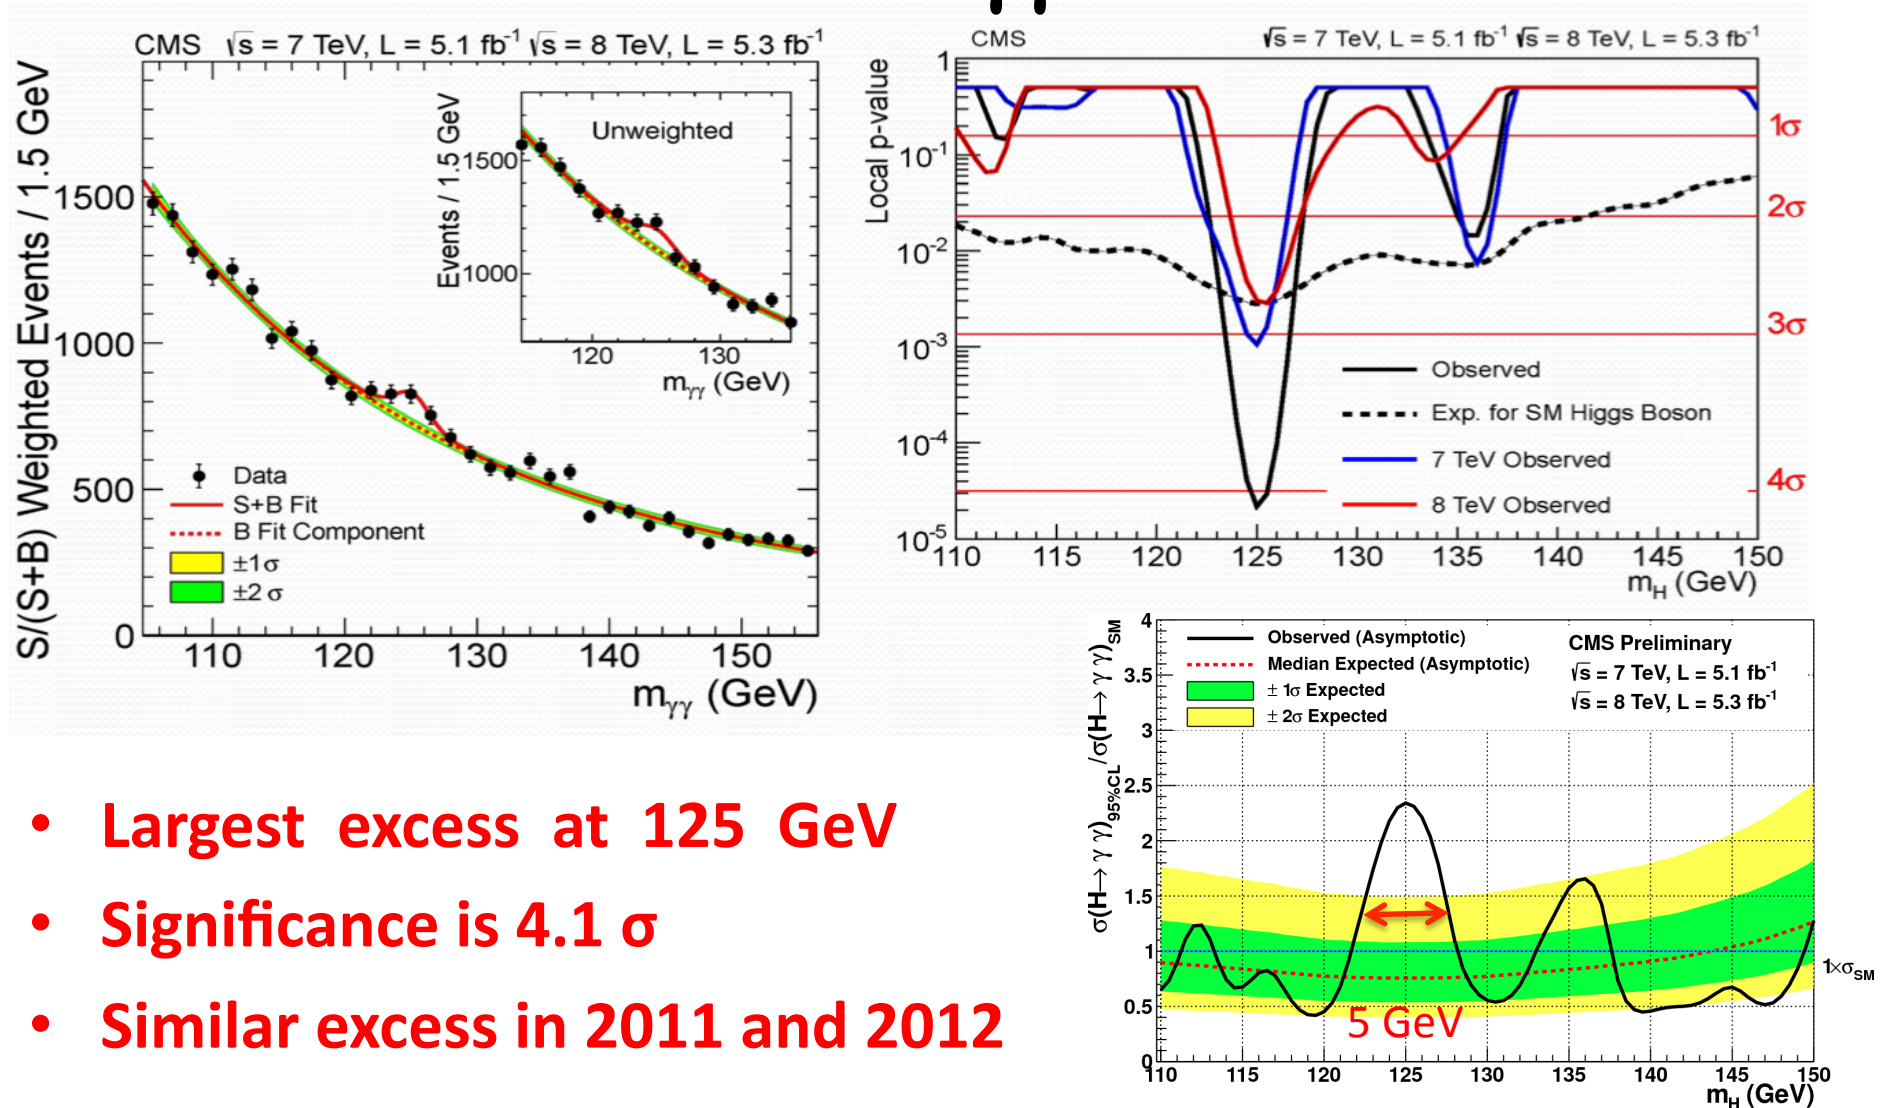 CMS √s = 7 TeV, L = 5.1 fb⁻¹ √s = 8 TeV, L = 5.3 fb⁻¹
S/(S+B) Weighted Events / 1.5 GeV
1500
1000
500
0
110 120 130 140 150
mγγ (GeV)
Data
S+B Fit
B Fit Component
±1σ
±2 σ
Unweighted
Events / 1.5 GeV
1500
1000
120 130
mγγ (GeV)
CMS √s = 7 TeV, L = 5.1 fb⁻¹ √s = 8 TeV, L = 5.3 fb⁻¹
Local p-value
1
10⁻¹
10⁻²
10⁻³
10⁻⁴
10⁻⁵
1σ
2σ
3σ
4σ
Observed
Exp. for SM Higgs Boson
7 TeV Observed
8 TeV Observed
110 115 120 125 130 135 140 145 150
m_H (GeV)
• Largest excess at 125 GeV
• Significance is 4.1 σ
• Similar excess in 2011 and 2012
σ(H→ γ γ)95%CL/σ(H→ γ γ)SM
4
3.5
3
2.5
2
1.5
1
0.5
0
Observed (Asymptotic)
Median Expected (Asymptotic)
± 1σ Expected
± 2σ Expected
CMS Preliminary
√s = 7 TeV, L = 5.1 fb⁻¹
√s = 8 TeV, L = 5.3 fb⁻¹
1×σSM
5 GeV
110 115 120 125 130 135 140 145 150
m_H (GeV)